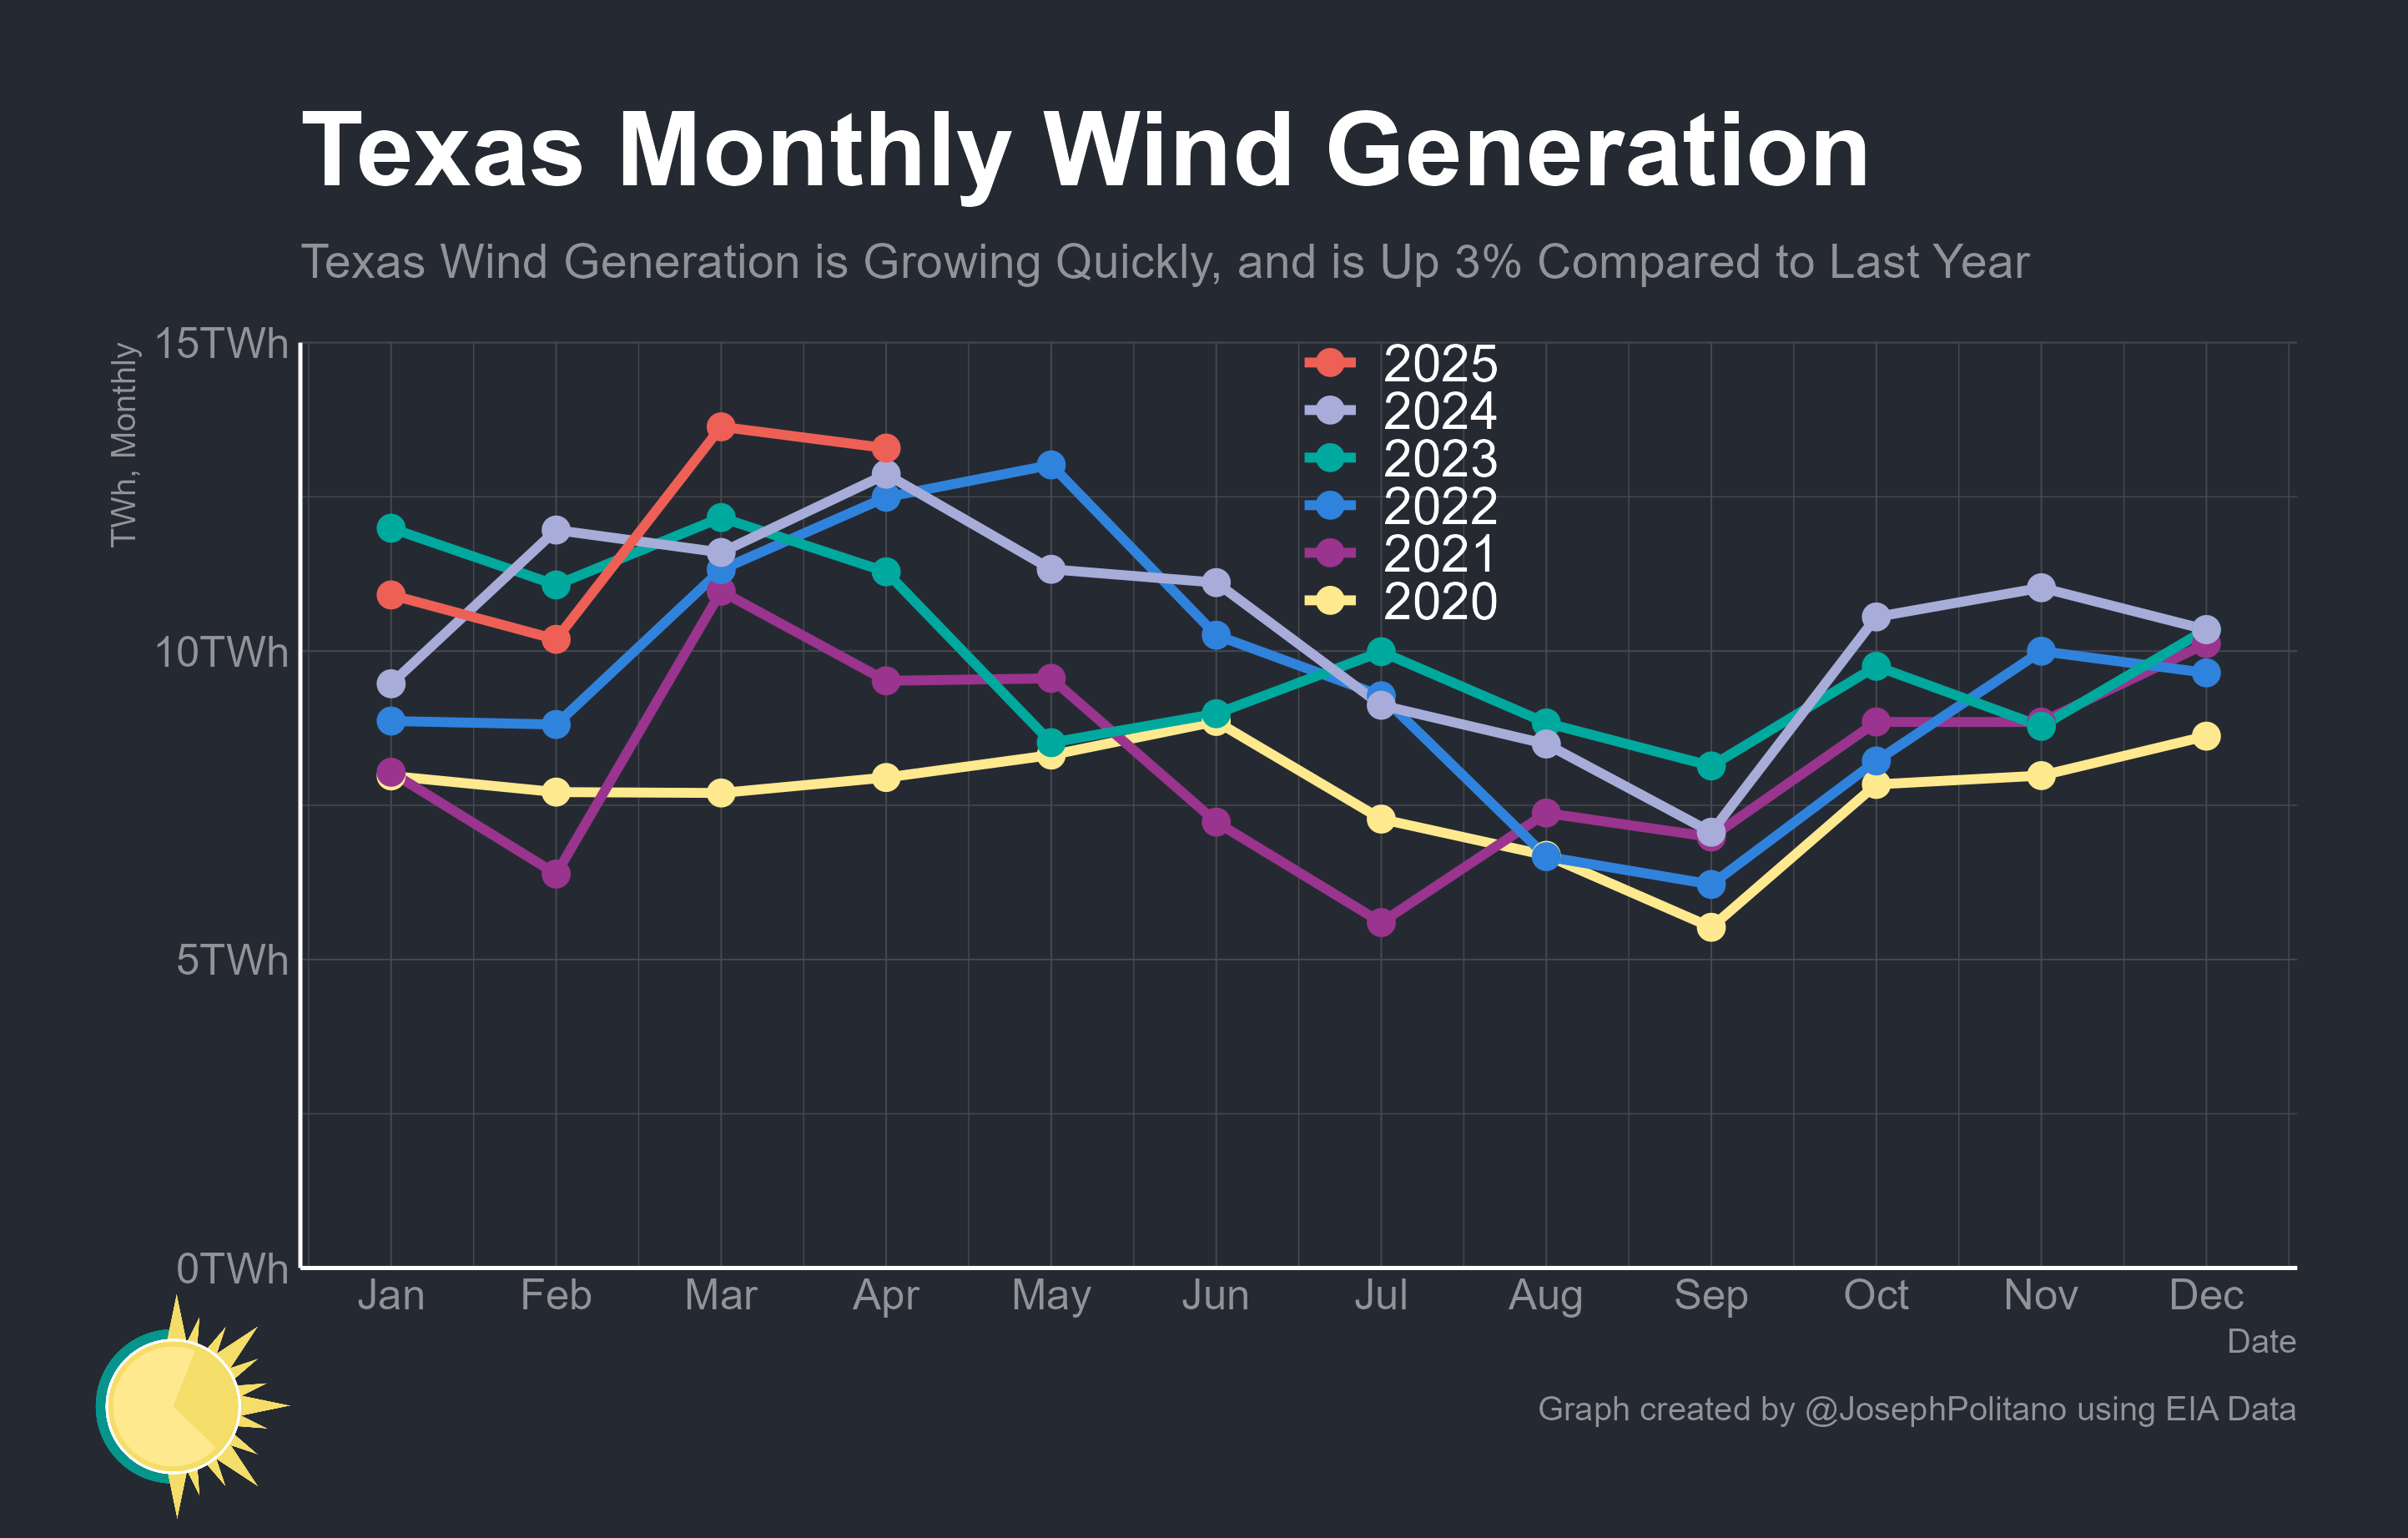 Texas Monthly Wind Generation
Texas Wind Generation is Growing Quickly, and is Up 3% Compared to Last Year
TWh, Monthly
15TWh
10TWh
5TWh
0TWh
2025
2024
2023
2022
2021
2020
Jan Feb Mar Apr May Jun Jul Aug Sep Oct Nov Dec
Date
Graph created by @JosephPolitano using EIA Data